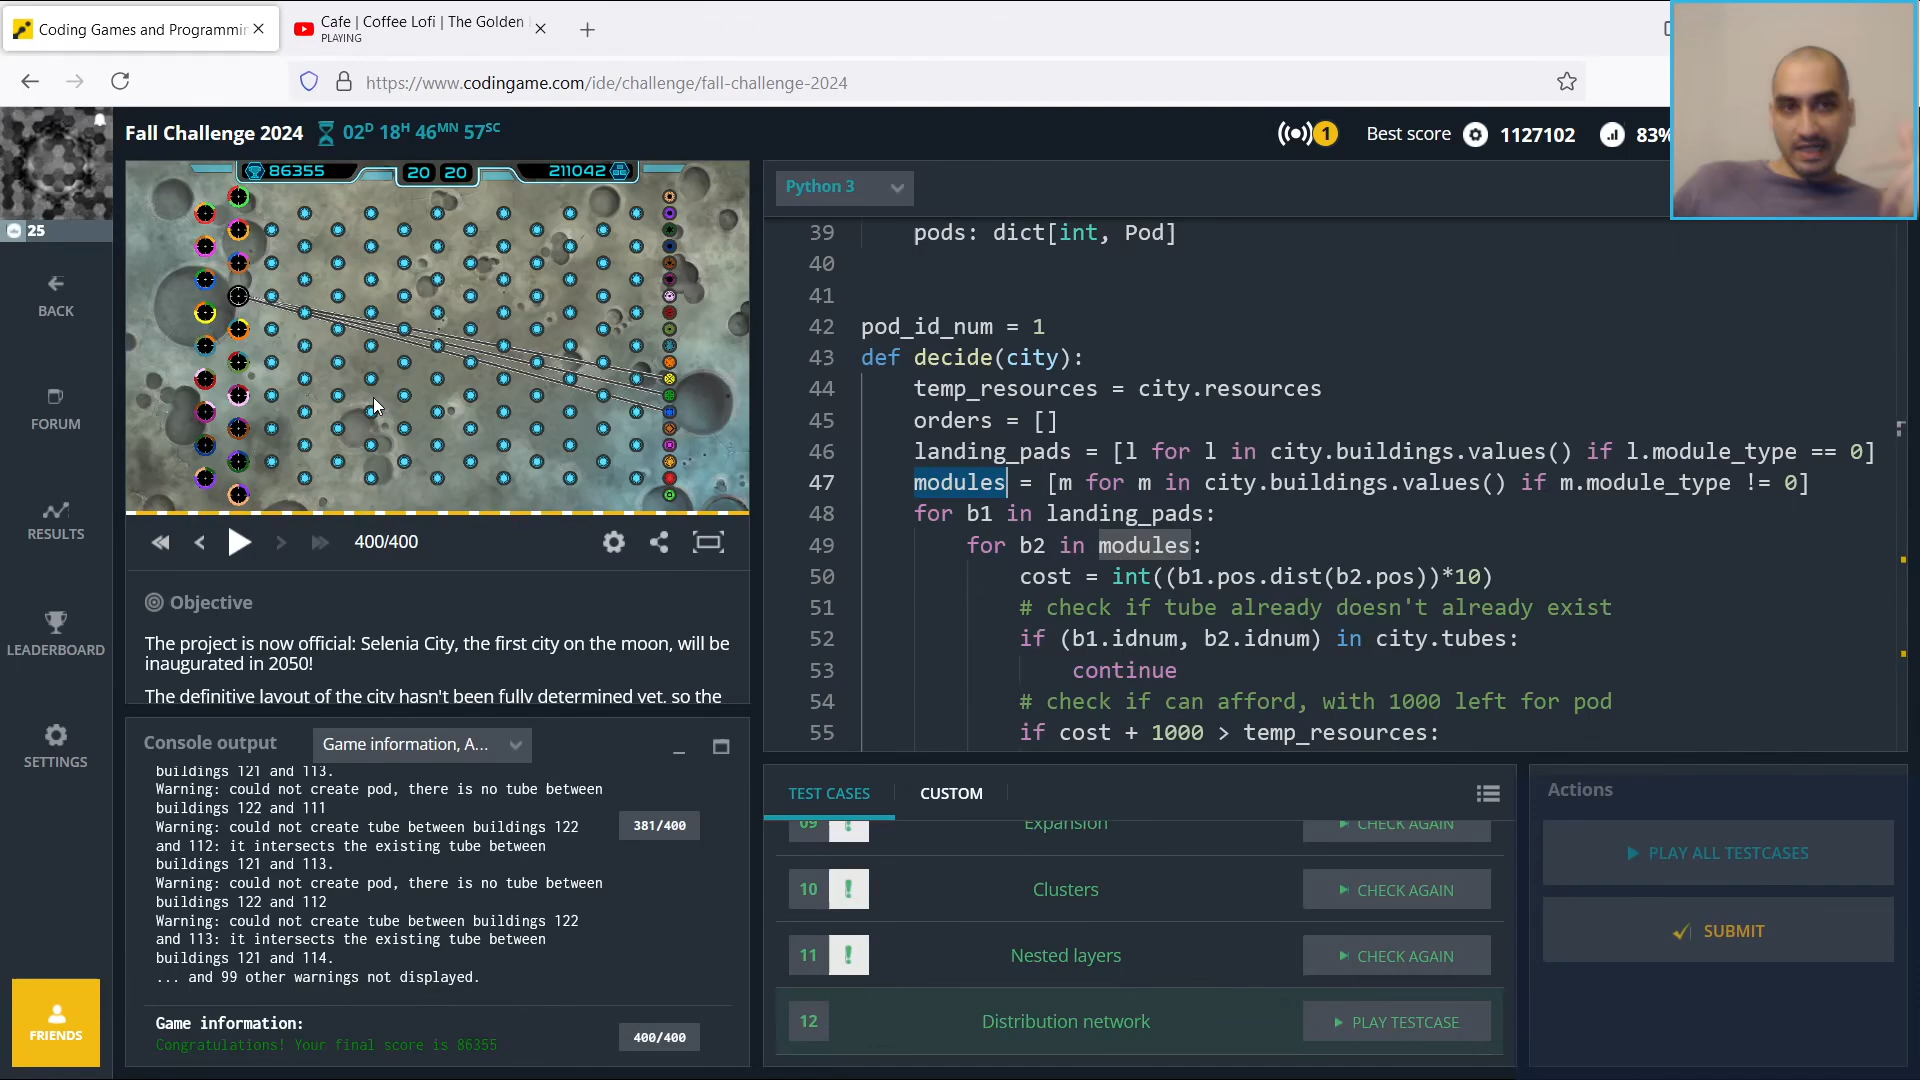 Coding Games and Programmin
Cafe | Coffee Lofi | The Golden
PLAYING
https://www.codingame.com/ide/challenge/fall-challenge-2024
Fall Challenge 2024
02D 18H 46MN 57SC
1
Best score
1127102
83%
86355
20 20
211042
25
BACK
FORUM
RESULTS
LEADERBOARD
SETTINGS
FRIENDS
400/400
Objective
The project is now official: Selenia City, the first city on the moon, will be
inaugurated in 2050!
The definitive layout of the city hasn't been fully determined yet, so the
Console output
Game information, A...
buildings 121 and 113.
Warning: could not create pod, there is no tube between
buildings 122 and 111
Warning: could not create tube between buildings 122
and 112: it intersects the existing tube between
buildings 121 and 113.
Warning: could not create pod, there is no tube between
buildings 122 and 112
Warning: could not create tube between buildings 122
and 113: it intersects the existing tube between
buildings 121 and 114.
... and 99 other warnings not displayed.
381/400
Game information:
Congratulations! Your final score is 86355
400/400
Python 3
39 pods: dict[int, Pod]
40
41
42 pod_id_num = 1
43 def decide(city):
44 temp_resources = city.resources
45 orders = []
46 landing_pads = [l for l in city.buildings.values() if l.module_type == 0]
47 modules = [m for m in city.buildings.values() if m.module_type != 0]
48 for b1 in landing_pads:
49 for b2 in modules:
50 cost = int((b1.pos.dist(b2.pos))*10)
51 # check if tube already doesn't already exist
52 if (b1.idnum, b2.idnum) in city.tubes:
53 continue
54 # check if can afford, with 1000 left for pod
55 if cost + 1000 > temp_resources:
TEST CASES
CUSTOM
09 Expansion CHECK AGAIN
10 Clusters CHECK AGAIN
11 Nested layers CHECK AGAIN
12 Distribution network PLAY TESTCASE
Actions
PLAY ALL TESTCASES
SUBMIT